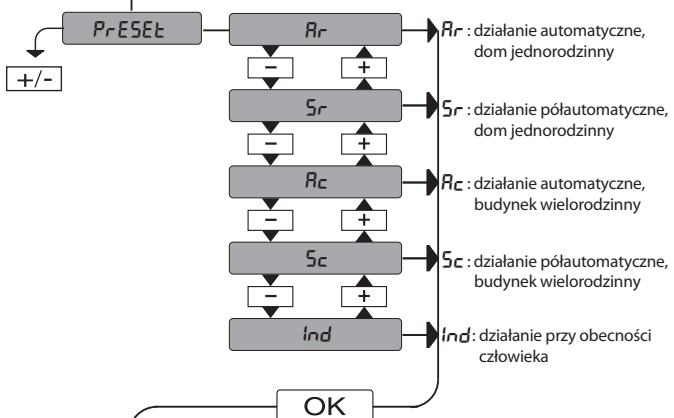 PrESEt
Ar
Ar : działanie automatyczne,
dom jednorodzinny
+/-
- +
Sr
Sr : działanie półautomatyczne,
dom jednorodzinny
- +
Ac
Ac : działanie automatyczne,
budynek wielorodzinny
- +
Sc
Sc : działanie półautomatyczne,
budynek wielorodzinny
- +
Ind
Ind: działanie przy obecności
człowieka
OK